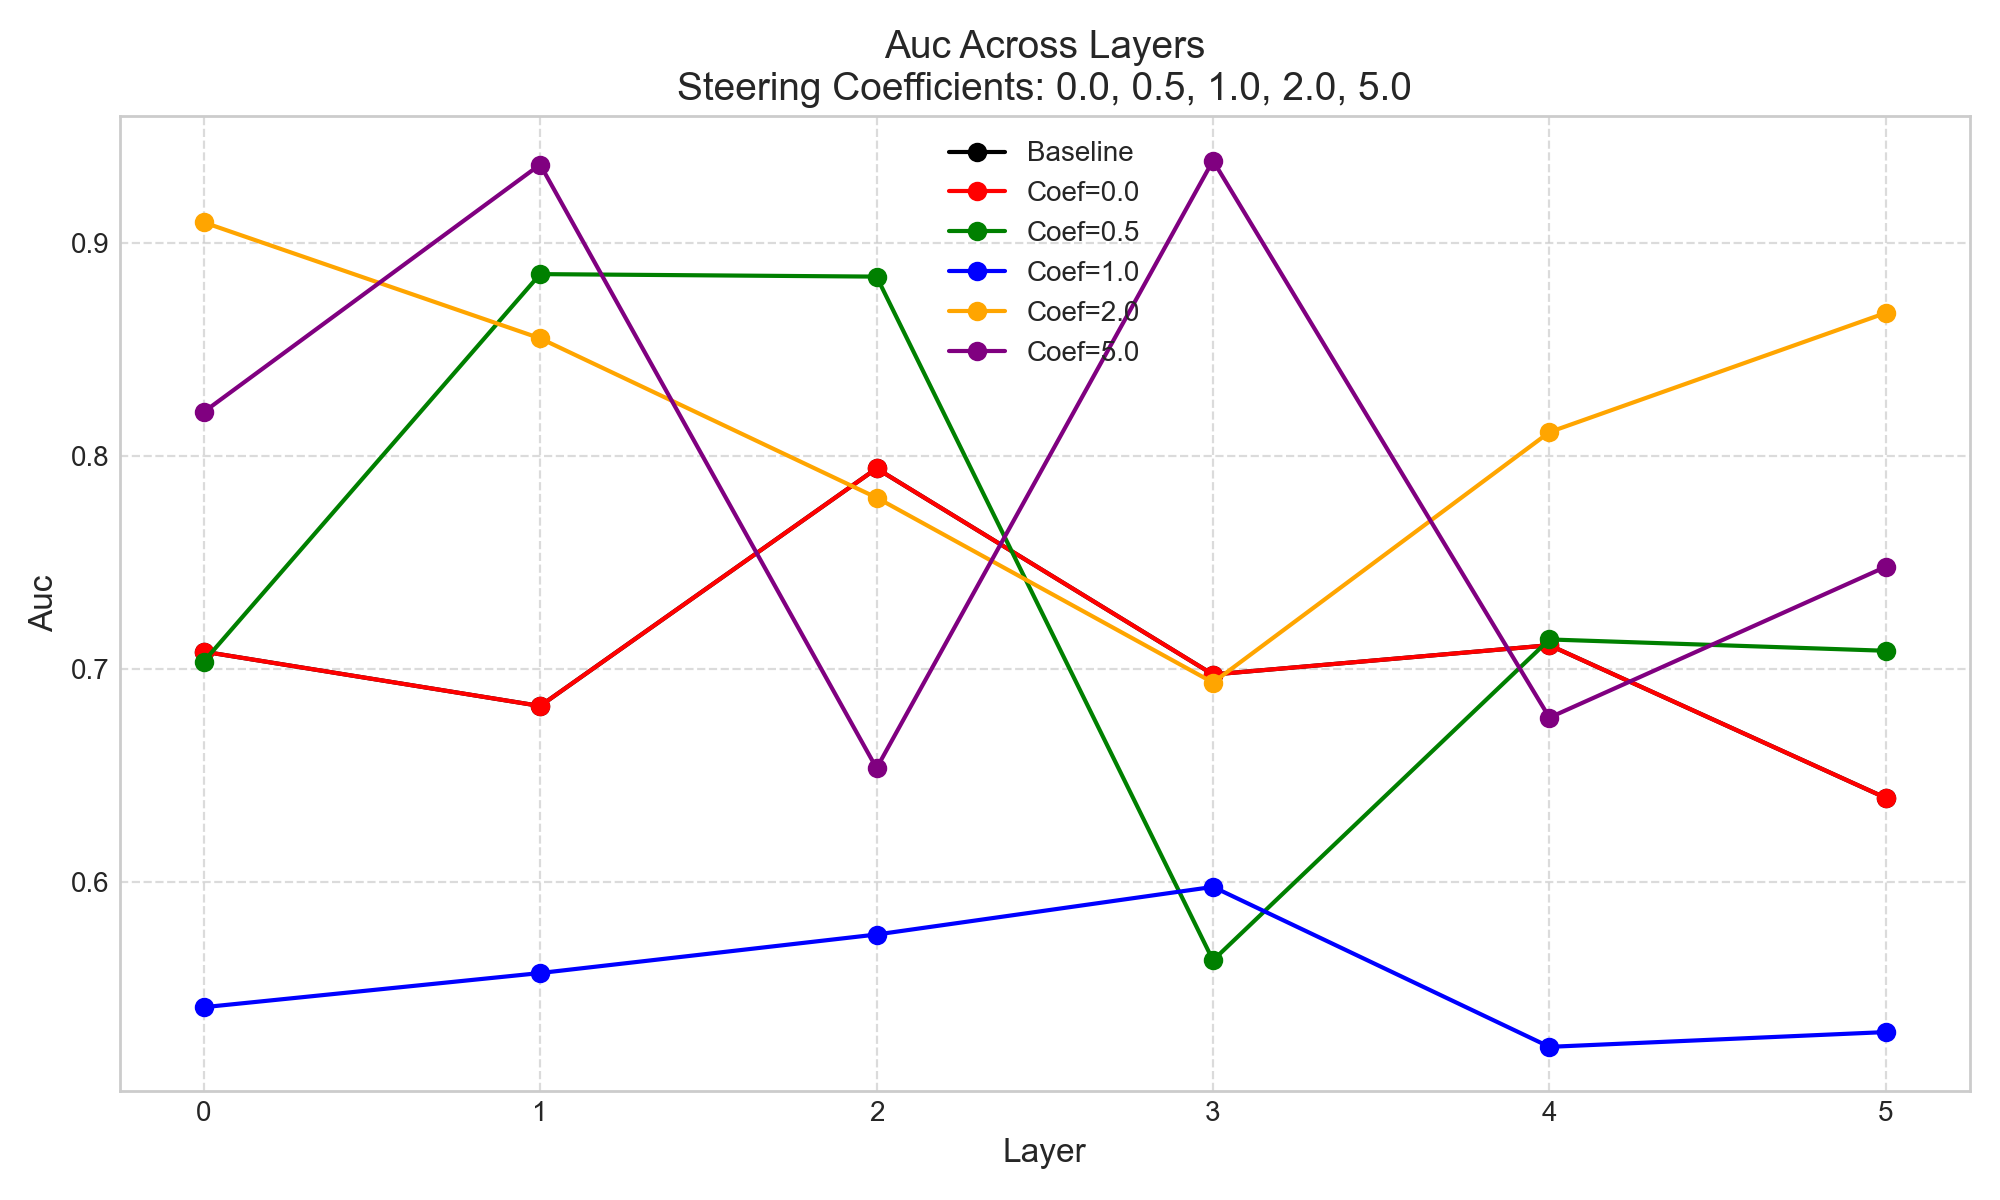 Auc Across Layers
Steering Coefficients: 0.0, 0.5, 1.0, 2.0, 5.0
Baseline
Coef=0.0
Coef=0.5
Coef=1.0
Coef=2.0
Coef=5.0
Auc
0.9
0.8
0.7
0.6
0 1 2 3 4 5
Layer